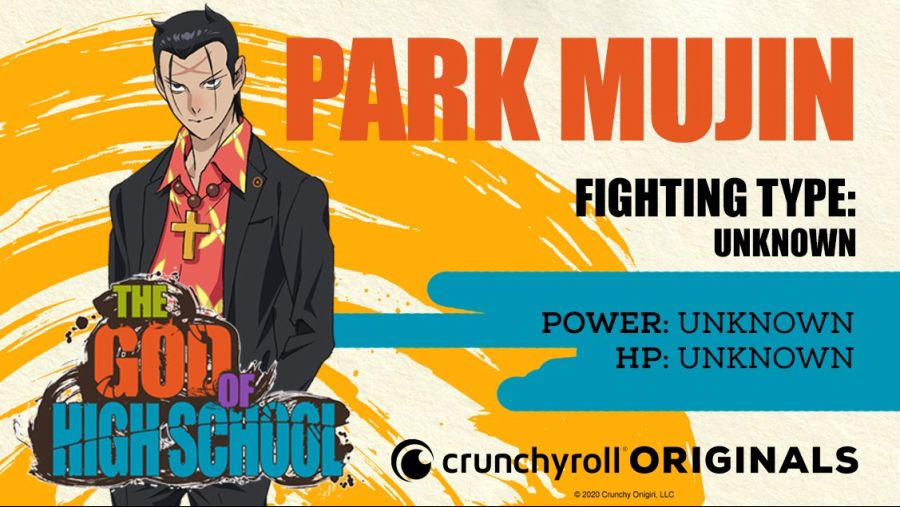 PARK MUJIN
FIGHTING TYPE:
UNKNOWN
POWER: UNKNOWN
HP: UNKNOWN
THE
GOD
OF
HIGH SCHOOL
crunchyroll® ORIGINALS
© 2020 Crunchy Onigiri, LLC